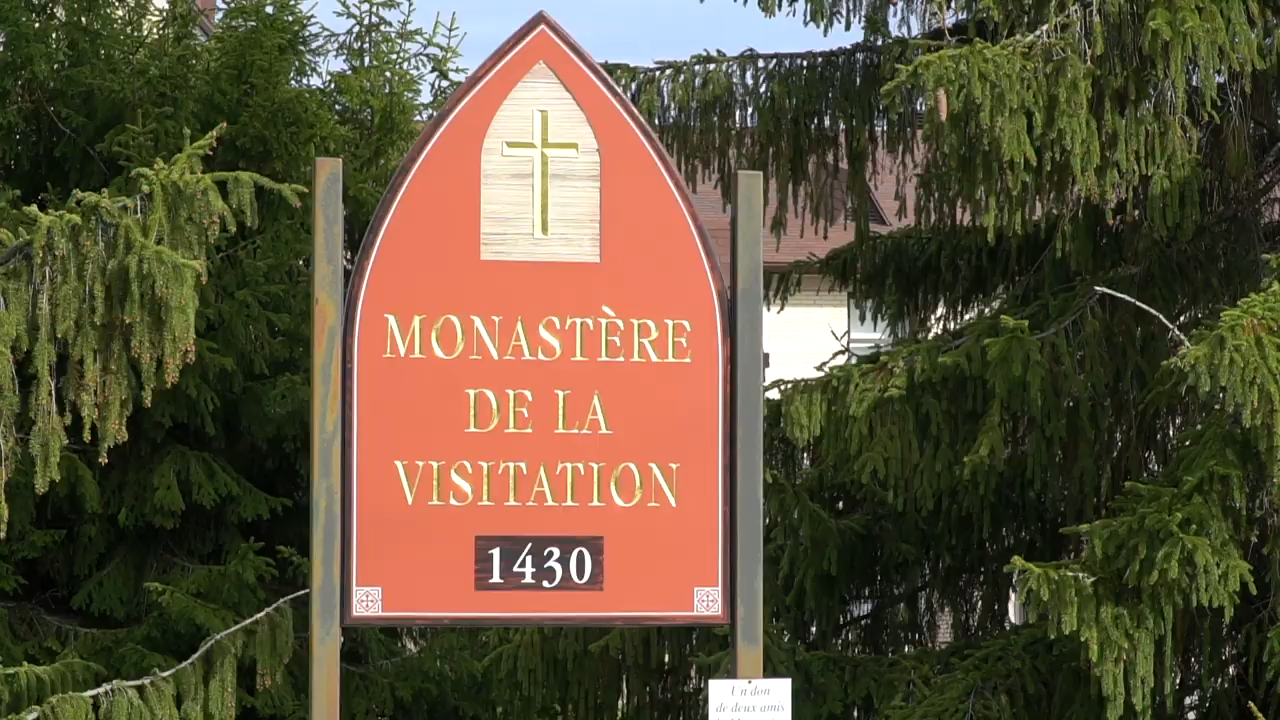 MONASTÈRE
DE LA
VISITATION
1430
Un don
de deux amis